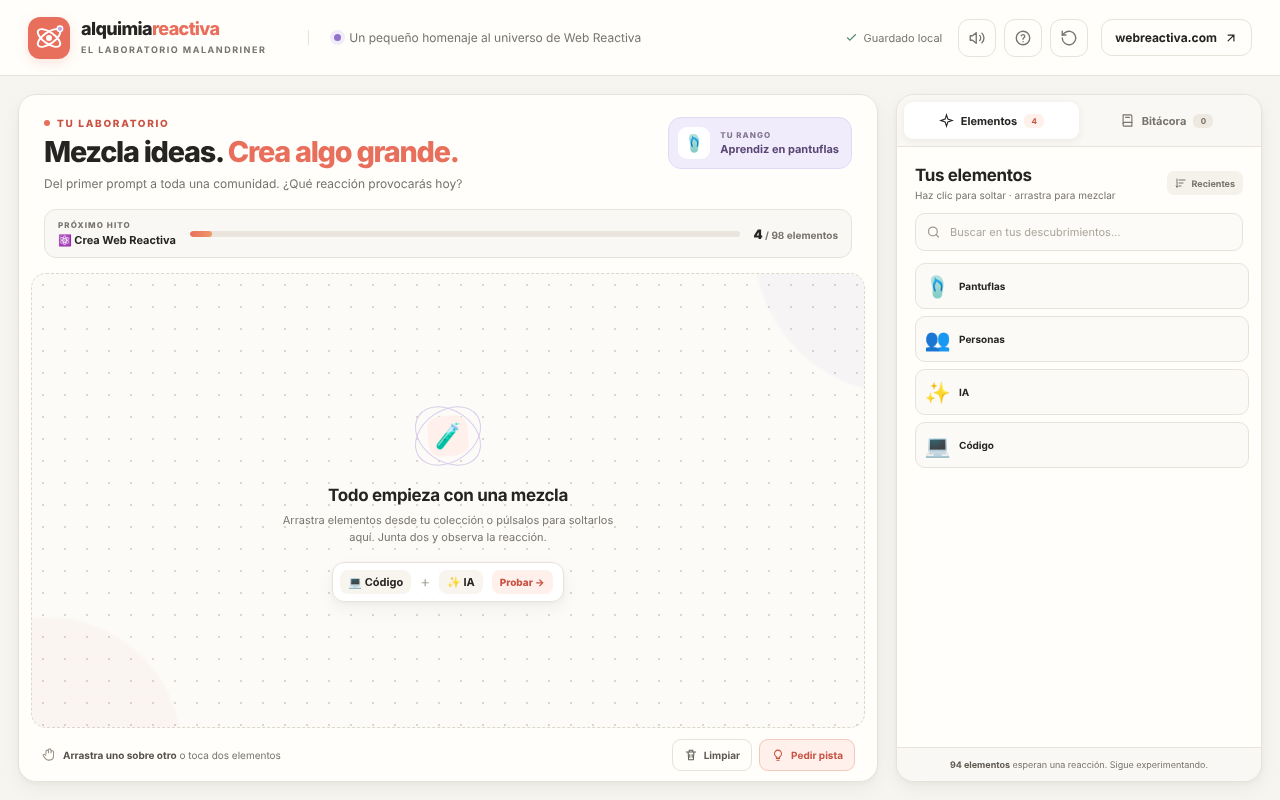 alquimiareactiva
EL LABORATORIO MALANDRINER
Un pequeño homenaje al universo de Web Reactiva
Guardado local
webreactiva.com
TU LABORATORIO
Mezcla ideas. Crea algo grande.
Del primer prompt a toda una comunidad. ¿Qué reacción provocarás hoy?
TU RANGO
Aprendiz en pantuflas
PRÓXIMO HITO
Crea Web Reactiva
4 / 98 elementos
Todo empieza con una mezcla
Arrastra elementos desde tu colección o púlsalos para soltarlos
aquí. Junta dos y observa la reacción.
Código + IA Probar →
Arrastra uno sobre otro o toca dos elementos
Limpiar
Pedir pista
Elementos 4
Bitácora 0
Tus elementos
Haz clic para soltar · arrastra para mezclar
Recientes
Buscar en tus descubrimientos...
Pantuflas
Personas
IA
Código
94 elementos esperan una reacción. Sigue experimentando.